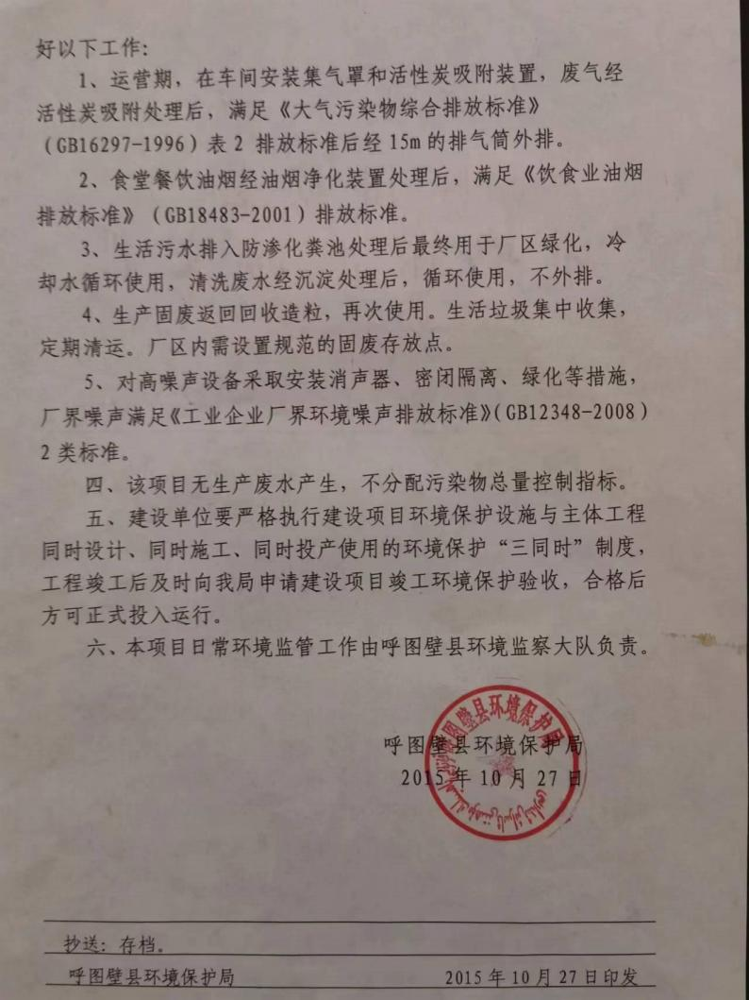 好以下工作：
1、运营期，在车间安装集气罩和活性炭吸附装置，废气经
活性炭吸附处理后，满足《大气污染物综合排放标准》
（GB16297-1996）表2 排放标准后经15m的排气筒外排。
2、食堂餐饮油烟经油烟净化装置处理后，满足《饮食业油烟
排放标准》（GB18483-2001）排放标准。
3、生活污水排入防渗化粪池处理后最终用于厂区绿化，冷
却水循环使用，清洗废水经沉淀处理后，循环使用，不外排。
4、生产固废返回回收造粒，再次使用。生活垃圾集中收集，
定期清运。厂区内需设置规范的固废存放点。
5、对高噪声设备采取安装消声器、密闭隔离、绿化等措施，
厂界噪声满足《工业企业厂界环境噪声排放标准》（GB12348-2008）
2类标准。
四、该项目无生产废水产生，不分配污染物总量控制指标。
五、建设单位要严格执行建设项目环境保护设施与主体工程
同时设计、同时施工、同时投产使用的环境保护“三同时”制度，
工程竣工后及时向我局申请建设项目竣工环境保护验收，合格后
方可正式投入运行。
六、本项目日常环境监管工作由呼图壁县环境监察大队负责。
呼图壁县环境保护局
呼图壁县环境保护局
2015年10月27日
抄送：存档。
呼图壁县环境保护局 2015年10月27日印发